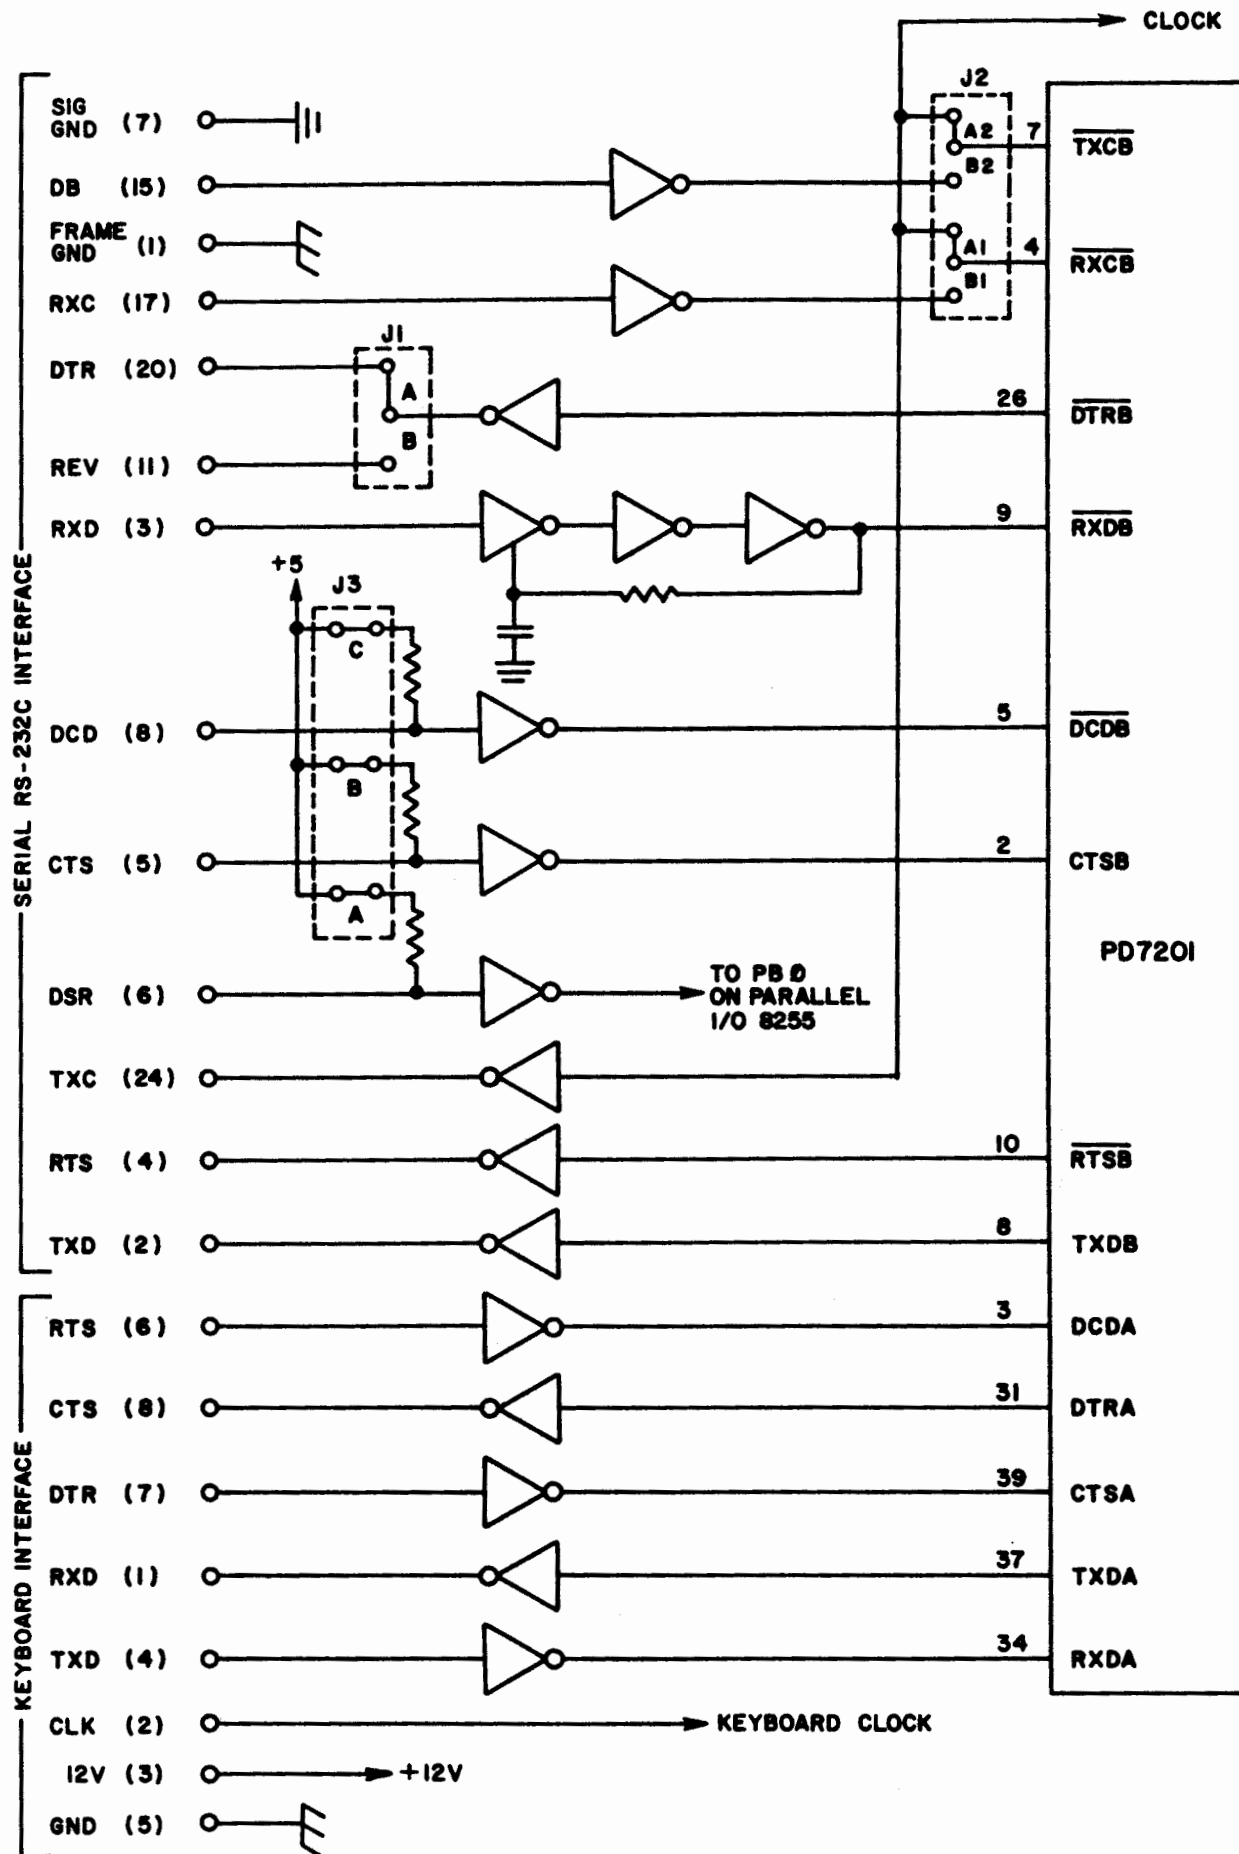 CLOCK
SERIAL RS-232C INTERFACE
SIG
GND (7)
DB (15)
FRAME
GND (1)
RXC (17)
DTR (20)
REV (11)
RXD (3)
DCD (8)
CTS (5)
DSR (6)
TXC (24)
RTS (4)
TXD (2)
J1
A
B
+5
J3
C
B
A
J2
A2
B2
A1
B1
TO PB Ø
ON PARALLEL
I/O 8255
7 TXCB
4 RXCB
26 DTRB
9 RXDB
5 DCDB
2 CTSB
PD7201
10 RTSB
8 TXDB
3 DCDA
31 DTRA
39 CTSA
37 TXDA
34 RXDA
KEYBOARD INTERFACE
RTS (6)
CTS (8)
DTR (7)
RXD (1)
TXD (4)
CLK (2)
KEYBOARD CLOCK
12V (3)
+12V
GND (5)